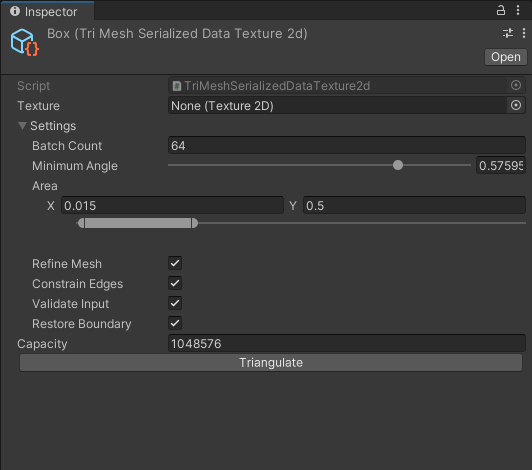 Inspector
Box (Tri Mesh Serialized Data Texture 2d)
Open
Script TriMeshSerializedDataTexture2d
Texture None (Texture 2D)
Settings
Batch Count 64
Minimum Angle 0.57595
Area
X 0.015 Y 0.5
Refine Mesh
Constrain Edges
Validate Input
Restore Boundary
Capacity 1048576
Triangulate